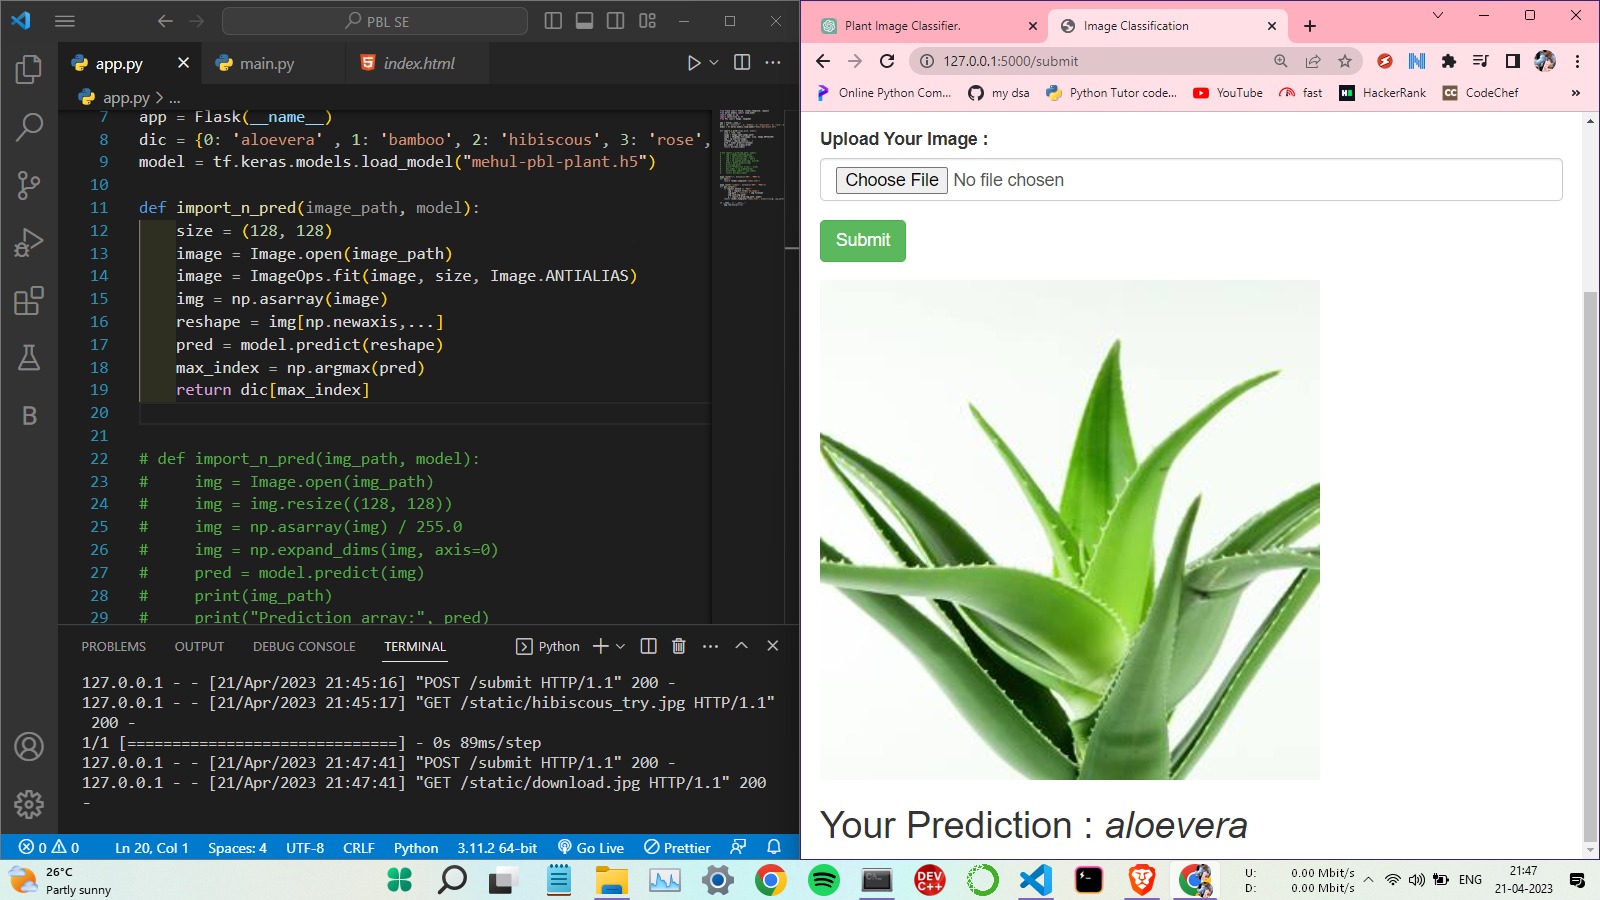 PBL SE
app.py
main.py
index.html
app.py > ...
7 app = Flask(__name__)
8 dic = {0: 'aloevera' , 1: 'bamboo', 2: 'hibiscous', 3: 'rose',
9 model = tf.keras.models.load_model("mehul-pbl-plant.h5")
10
11 def import_n_pred(image_path, model):
12 size = (128, 128)
13 image = Image.open(image_path)
14 image = ImageOps.fit(image, size, Image.ANTIALIAS)
15 img = np.asarray(image)
16 reshape = img[np.newaxis,...]
17 pred = model.predict(reshape)
18 max_index = np.argmax(pred)
19 return dic[max_index]
20
21
22 # def import_n_pred(img_path, model):
23 # img = Image.open(img_path)
24 # img = img.resize((128, 128))
25 # img = np.asarray(img) / 255.0
26 # img = np.expand_dims(img, axis=0)
27 # pred = model.predict(img)
28 # print(img_path)
29 # print("Prediction array:", pred)
PROBLEMS OUTPUT DEBUG CONSOLE TERMINAL Python
127.0.0.1 - - [21/Apr/2023 21:45:16] "POST /submit HTTP/1.1" 200 -
127.0.0.1 - - [21/Apr/2023 21:45:17] "GET /static/hibiscous_try.jpg HTTP/1.1"
200 -
1/1 [==============================] - 0s 89ms/step
127.0.0.1 - - [21/Apr/2023 21:47:41] "POST /submit HTTP/1.1" 200 -
127.0.0.1 - - [21/Apr/2023 21:47:41] "GET /static/download.jpg HTTP/1.1" 200
-
0 0 Ln 20, Col 1 Spaces: 4 UTF-8 CRLF Python 3.11.2 64-bit Go Live Prettier
Plant Image Classifier.
Image Classification
127.0.0.1:5000/submit
Online Python Com... my dsa Python Tutor code... YouTube fast HackerRank CodeChef »
Upload Your Image :
Choose File No file chosen
Submit
Your Prediction : aloevera
26°C
Partly sunny
DEV
C++
U: 0.00 Mbit/s
D: 0.00 Mbit/s
ENG
21:47
21-04-2023